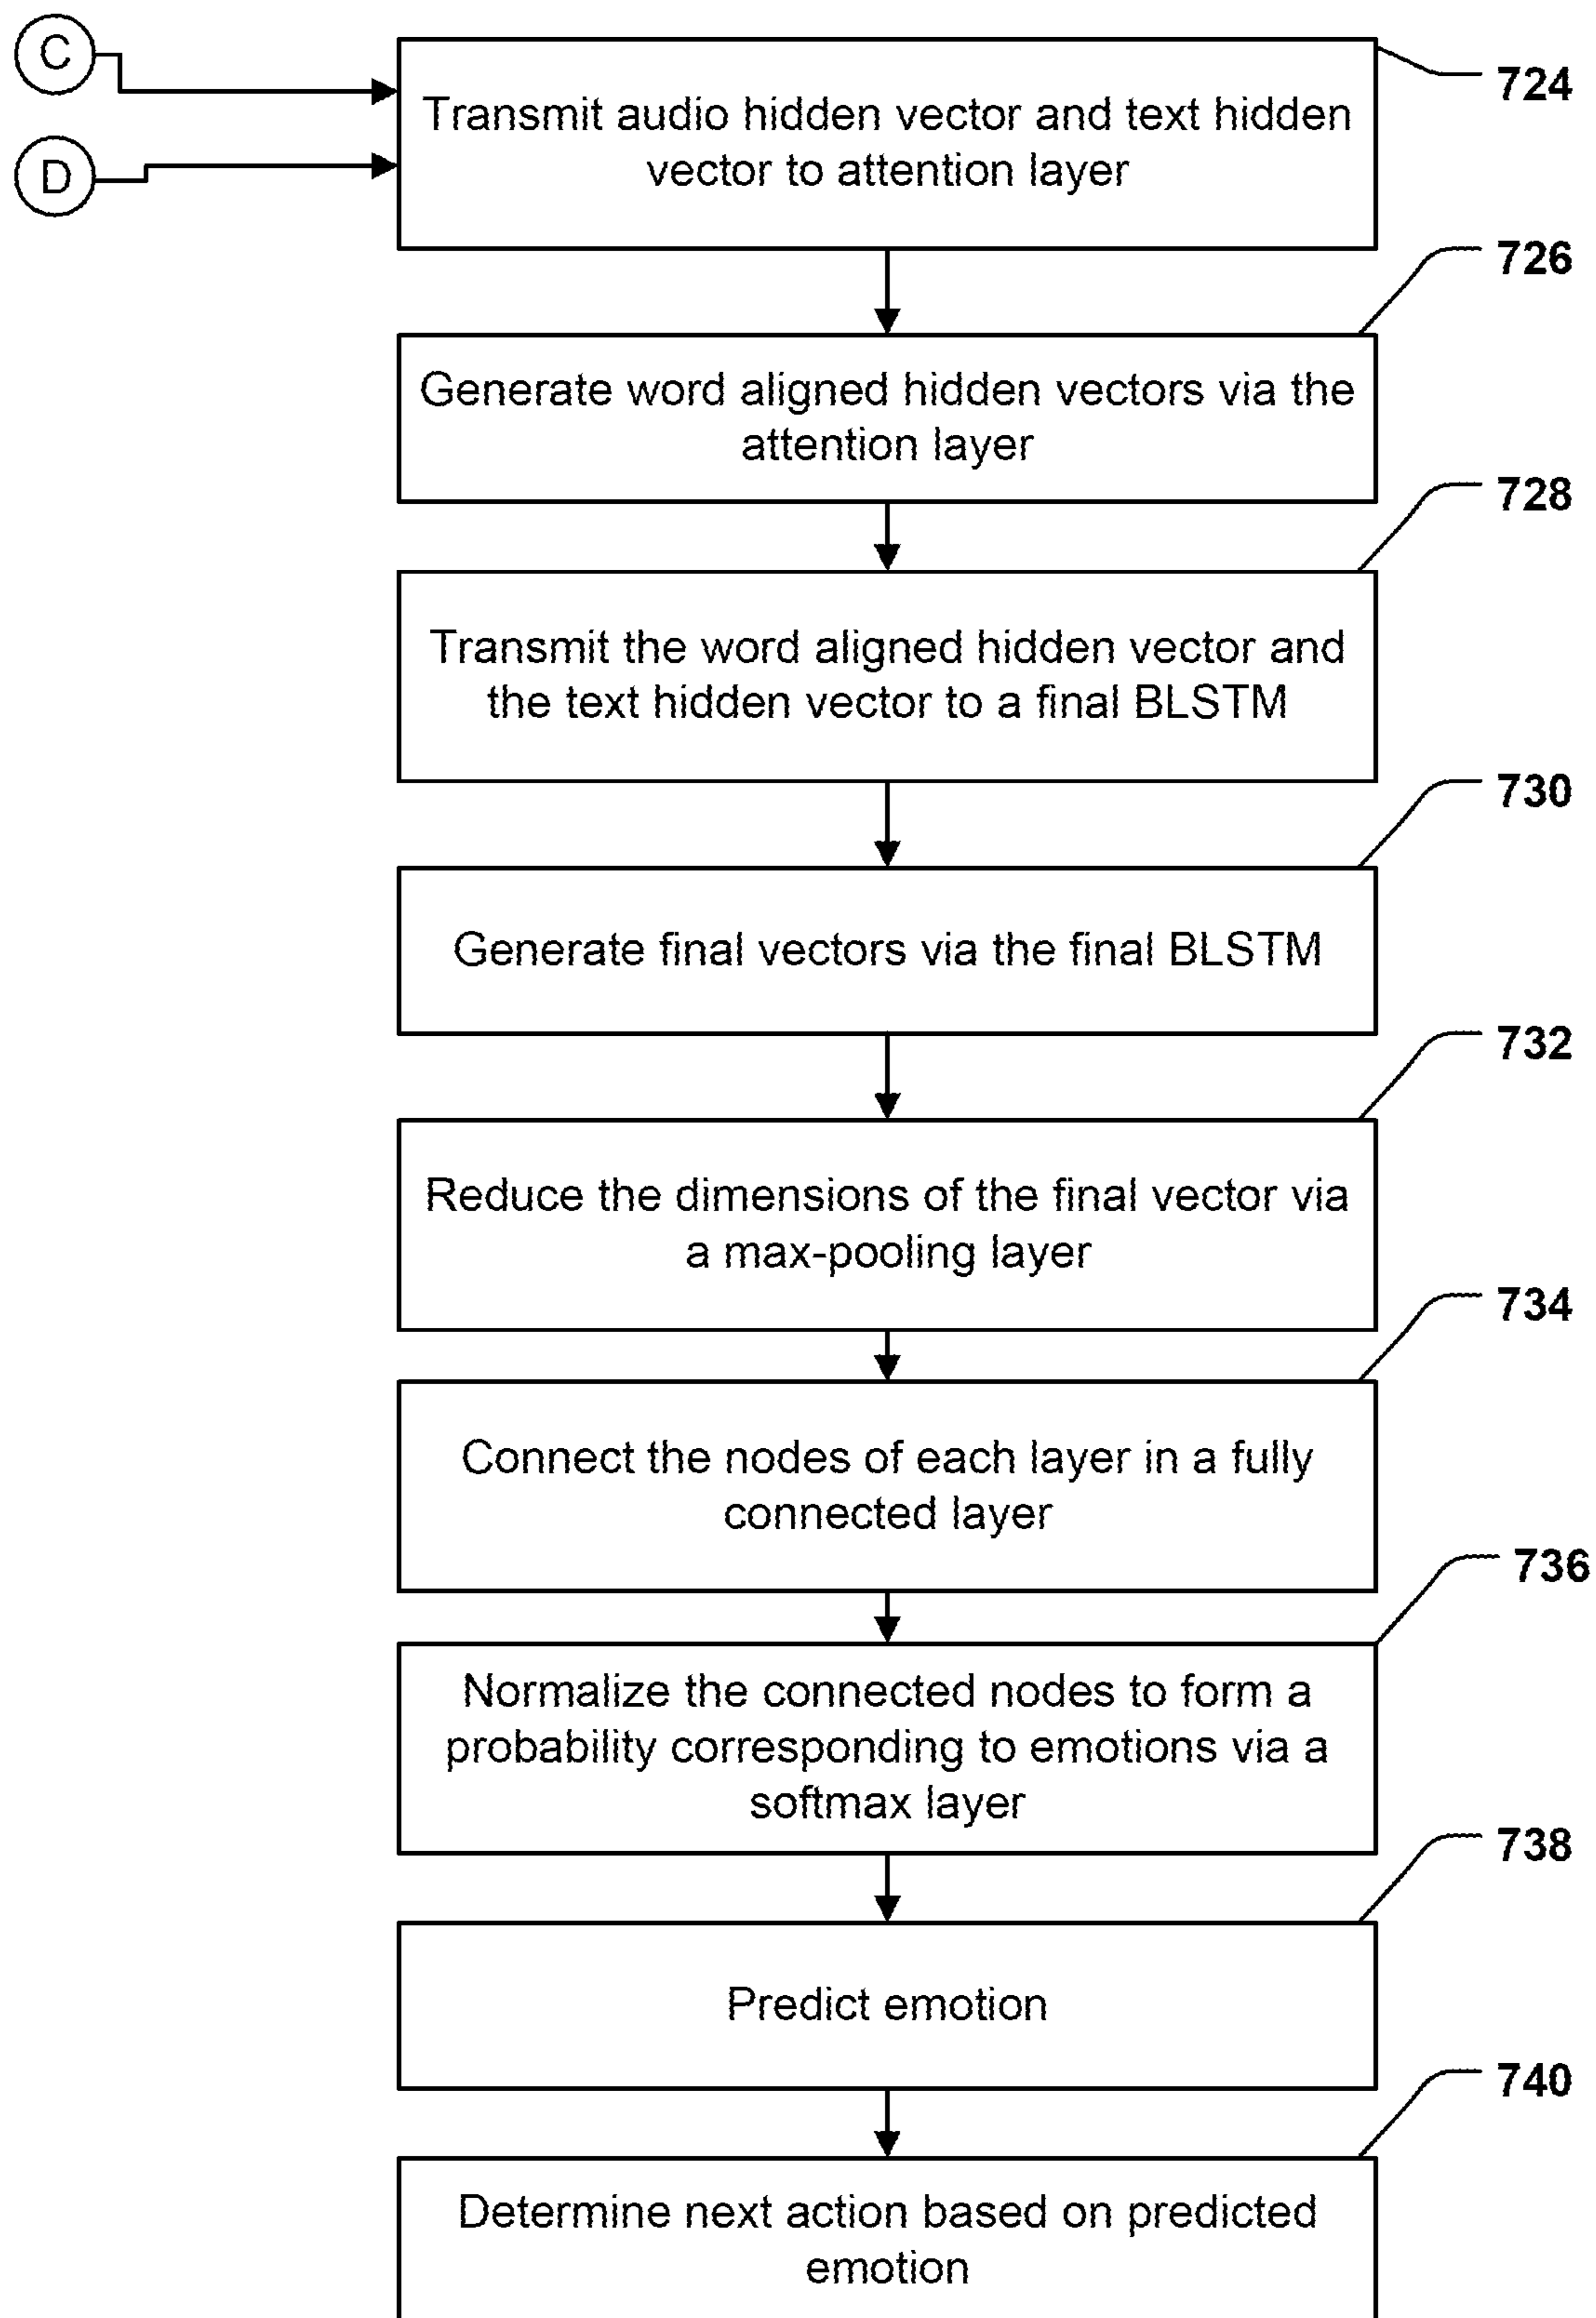 C
724
Transmit audio hidden vector and text hidden
vector to attention layer
D
726
Generate word aligned hidden vectors via the
attention layer
728
Transmit the word aligned hidden vector and
the text hidden vector to a final BLSTM
730
Generate final vectors via the final BLSTM
732
Reduce the dimensions of the final vector via
a max-pooling layer
734
Connect the nodes of each layer in a fully
connected layer
736
Normalize the connected nodes to form a
probability corresponding to emotions via a
softmax layer
738
Predict emotion
740
Determine next action based on predicted
emotion